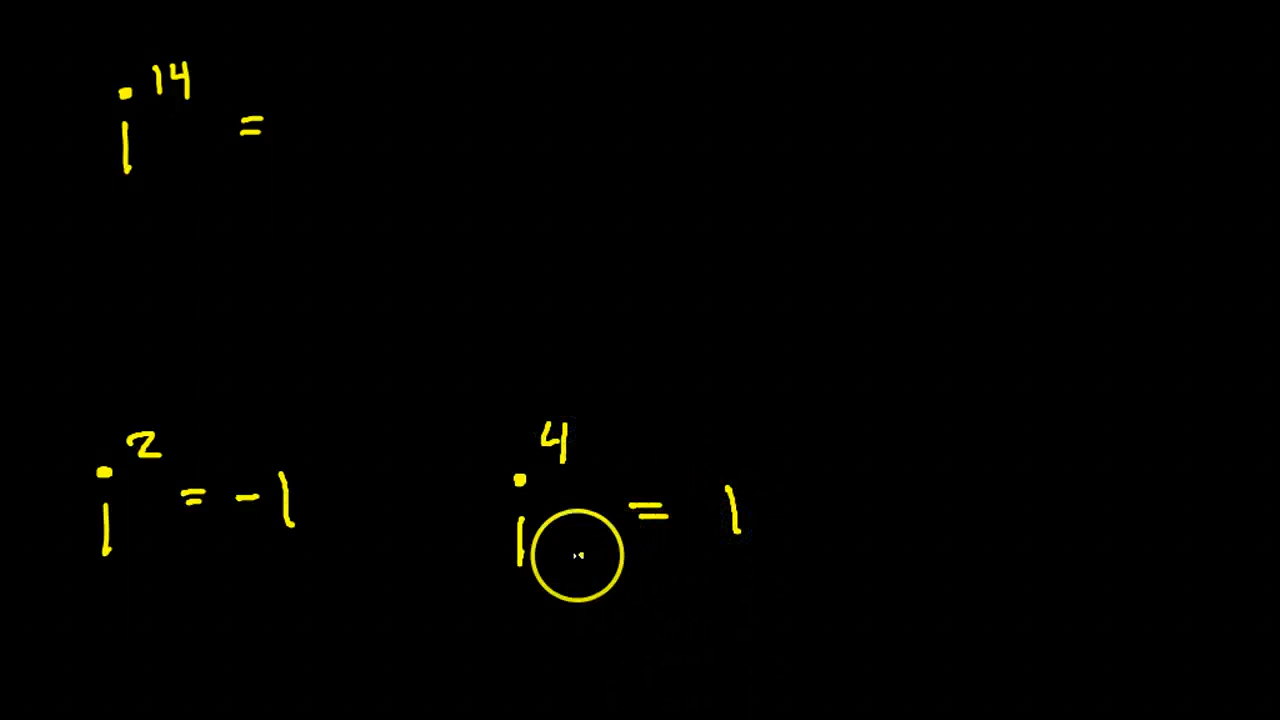 i¹⁴ =
i² = -1 i⁴ = 1